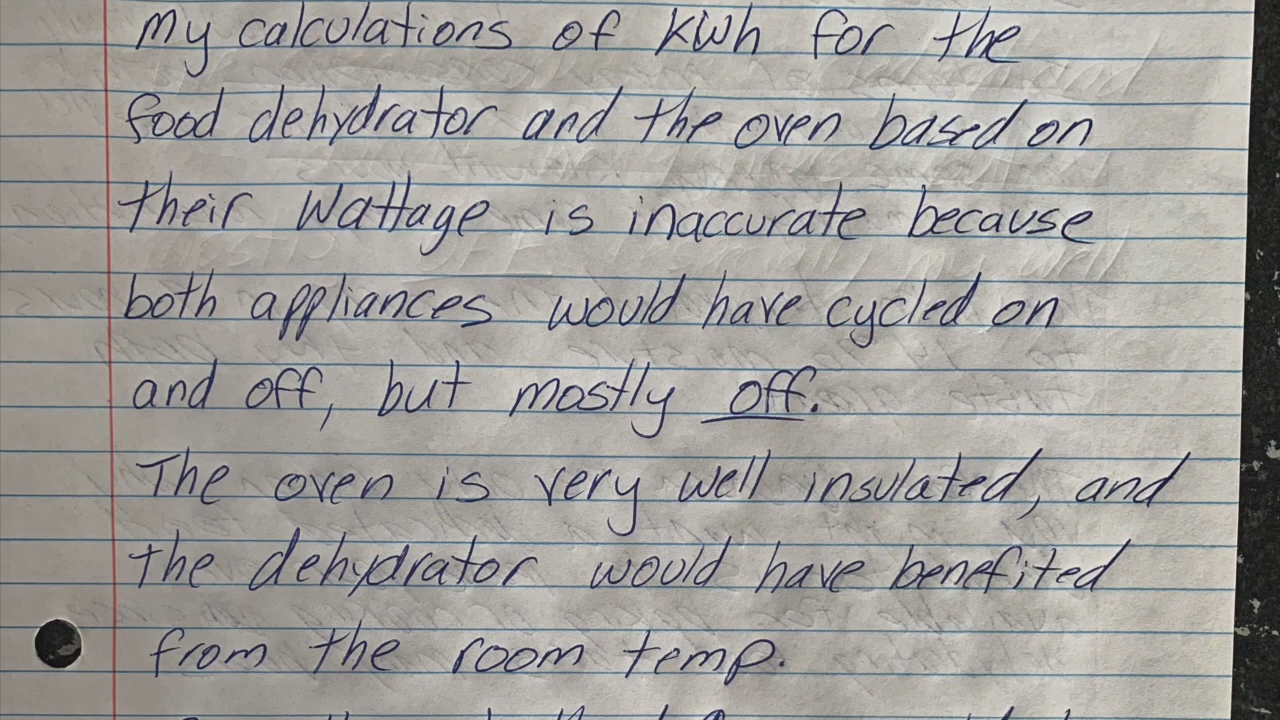 My calculations of kWh for the
food dehydrator and the oven based on
their Wattage is inaccurate because
both appliances would have cycled on
and off, but mostly off.
The oven is very well insulated, and
the dehydrator would have benefited
from the room temp.